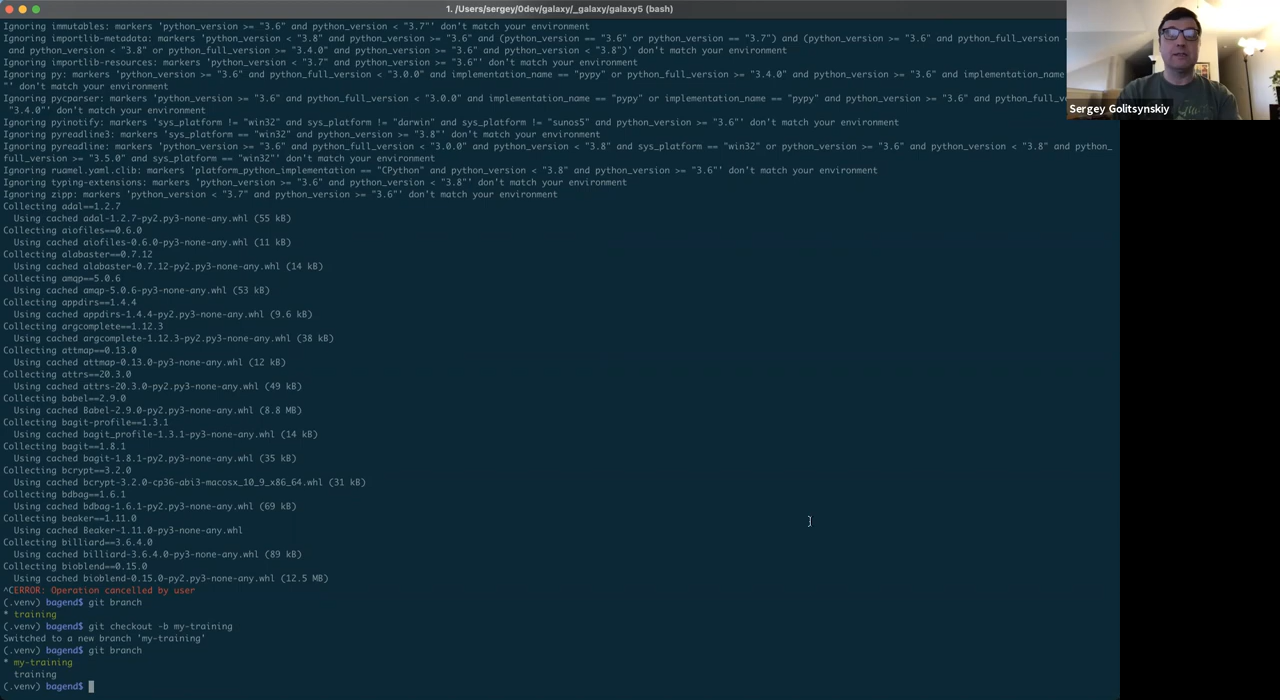 1. /Users/sergey/0dev/galaxy/_galaxy/galaxy5 (bash)
Ignoring immutables: markers 'python_version >= "3.6" and python_version < "3.7"' don't match your environment
Ignoring importlib-metadata: markers 'python_version < "3.8" and python_version >= "3.6" and (python_version == "3.6" or python_version == "3.7") and (python_version >= "3.6" and python_full_version <
and python_version < "3.8" or python_full_version >= "3.4.0" and python_version >= "3.6" and python_version < "3.8")' don't match your environment
Ignoring importlib-resources: markers 'python_version < "3.7" and python_version >= "3.6"' don't match your environment
Ignoring py: markers 'python_version >= "3.6" and python_full_version < "3.0.0" and implementation_name == "pypy" or python_full_version >= "3.4.0" and python_version >= "3.6" and implementation_name
"' don't match your environment
Ignoring pycparser: markers 'python_version >= "3.6" and python_full_version < "3.0.0" and implementation_name == "pypy" or implementation_name == "pypy" and python_version >= "3.6" and python_full_v
"3.4.0"' don't match your environment
Ignoring pyinotify: markers 'sys_platform != "win32" and sys_platform != "darwin" and sys_platform != "sunos5" and python_version >= "3.6"' don't match your environment
Ignoring pyreadline3: markers 'sys_platform == "win32" and python_version >= "3.8"' don't match your environment
Ignoring pyreadline: markers 'python_version >= "3.6" and python_full_version < "3.0.0" and python_version < "3.8" and sys_platform == "win32" or python_version >= "3.6" and python_version < "3.8" and python_
full_version >= "3.5.0" and sys_platform == "win32"' don't match your environment
Ignoring ruamel.yaml.clib: markers 'platform_python_implementation == "CPython" and python_version < "3.8" and python_version >= "3.6"' don't match your environment
Ignoring typing-extensions: markers 'python_version >= "3.6" and python_version < "3.8"' don't match your environment
Ignoring zipp: markers 'python_version < "3.7" and python_version >= "3.6"' don't match your environment
Collecting adal==1.2.7
Using cached adal-1.2.7-py2.py3-none-any.whl (55 kB)
Collecting aiofiles==0.6.0
Using cached aiofiles-0.6.0-py3-none-any.whl (11 kB)
Collecting alabaster==0.7.12
Using cached alabaster-0.7.12-py2.py3-none-any.whl (14 kB)
Collecting amqp==5.0.6
Using cached amqp-5.0.6-py3-none-any.whl (53 kB)
Collecting appdirs==1.4.4
Using cached appdirs-1.4.4-py2.py3-none-any.whl (9.6 kB)
Collecting argcomplete==1.12.3
Using cached argcomplete-1.12.3-py2.py3-none-any.whl (38 kB)
Collecting attmap==0.13.0
Using cached attmap-0.13.0-py3-none-any.whl (12 kB)
Collecting attrs==20.3.0
Using cached attrs-20.3.0-py2.py3-none-any.whl (49 kB)
Collecting babel==2.9.0
Using cached Babel-2.9.0-py2.py3-none-any.whl (8.8 MB)
Collecting bagit-profile==1.3.1
Using cached bagit_profile-1.3.1-py3-none-any.whl (14 kB)
Collecting bagit==1.8.1
Using cached bagit-1.8.1-py2.py3-none-any.whl (35 kB)
Collecting bcrypt==3.2.0
Using cached bcrypt-3.2.0-cp36-abi3-macosx_10_9_x86_64.whl (31 kB)
Collecting bdbag==1.6.1
Using cached bdbag-1.6.1-py2.py3-none-any.whl (69 kB)
Collecting beaker==1.11.0
Using cached Beaker-1.11.0-py3-none-any.whl
Collecting billiard==3.6.4.0
Using cached billiard-3.6.4.0-py3-none-any.whl (89 kB)
Collecting bioblend==0.15.0
Using cached bioblend-0.15.0-py2.py3-none-any.whl (12.5 MB)
^CERROR: Operation cancelled by user
(.venv) bagend$ git branch
* training
(.venv) bagend$ git checkout -b my-training
Switched to a new branch 'my-training'
(.venv) bagend$ git branch
* my-training
training
(.venv) bagend$
Sergey Golitsynskiy